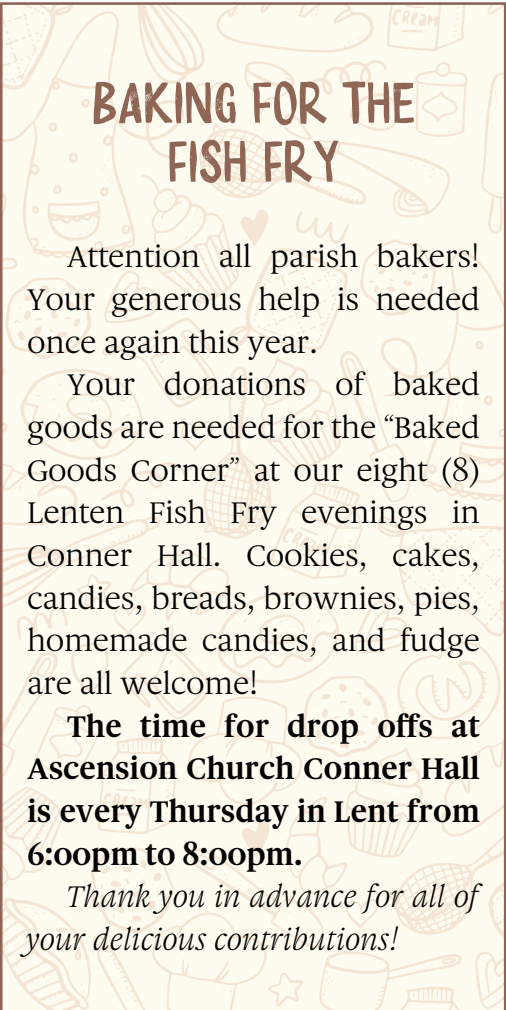 BAKING FOR THE
FISH FRY
Attention all parish bakers!
Your generous help is needed
once again this year.
Your donations of baked
goods are needed for the “Baked
Goods Corner” at our eight (8)
Lenten Fish Fry evenings in
Conner Hall. Cookies, cakes,
candies, breads, brownies, pies,
homemade candies, and fudge
are all welcome!
The time for drop offs at
Ascension Church Conner Hall
is every Thursday in Lent from
6:00pm to 8:00pm.
Thank you in advance for all of
your delicious contributions!
CREAM